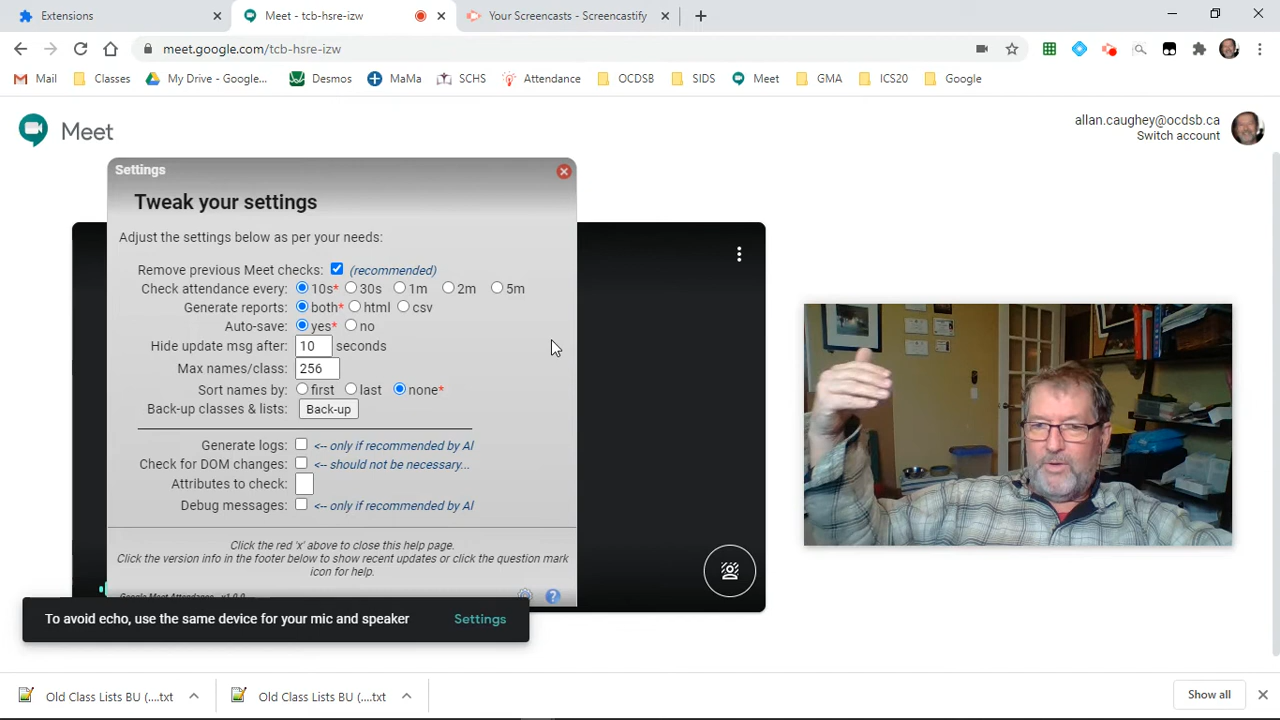 Extensions
Meet - tcb-hsre-izw
Your Screencasts - Screencastify
meet.google.com/tcb-hsre-izw
Mail
Classes
My Drive - Google...
Desmos
MaMa
SCHS
Attendance
OCDSB
SIDS
Meet
GMA
ICS20
Google
Meet
allan.caughey@ocdsb.ca
Switch account
Settings
Tweak your settings
Adjust the settings below as per your needs:
Remove previous Meet checks: (recommended)
Check attendance every: 10s* 30s 1m 2m 5m
Generate reports: both* html csv
Auto-save: yes* no
Hide update msg after: 10 seconds
Max names/class: 256
Sort names by: first last none*
Back-up classes & lists: Back-up
Generate logs: <-- only if recommended by Al
Check for DOM changes: <-- should not be necessary...
Attributes to check:
Debug messages: <-- only if recommended by Al
Click the red 'x' above to close this help page.
Click the version info in the footer below to show recent updates or click the question mark
icon for help.
Google Meet Attendance
To avoid echo, use the same device for your mic and speaker Settings
Old Class Lists BU (....txt
Old Class Lists BU (....txt
Show all